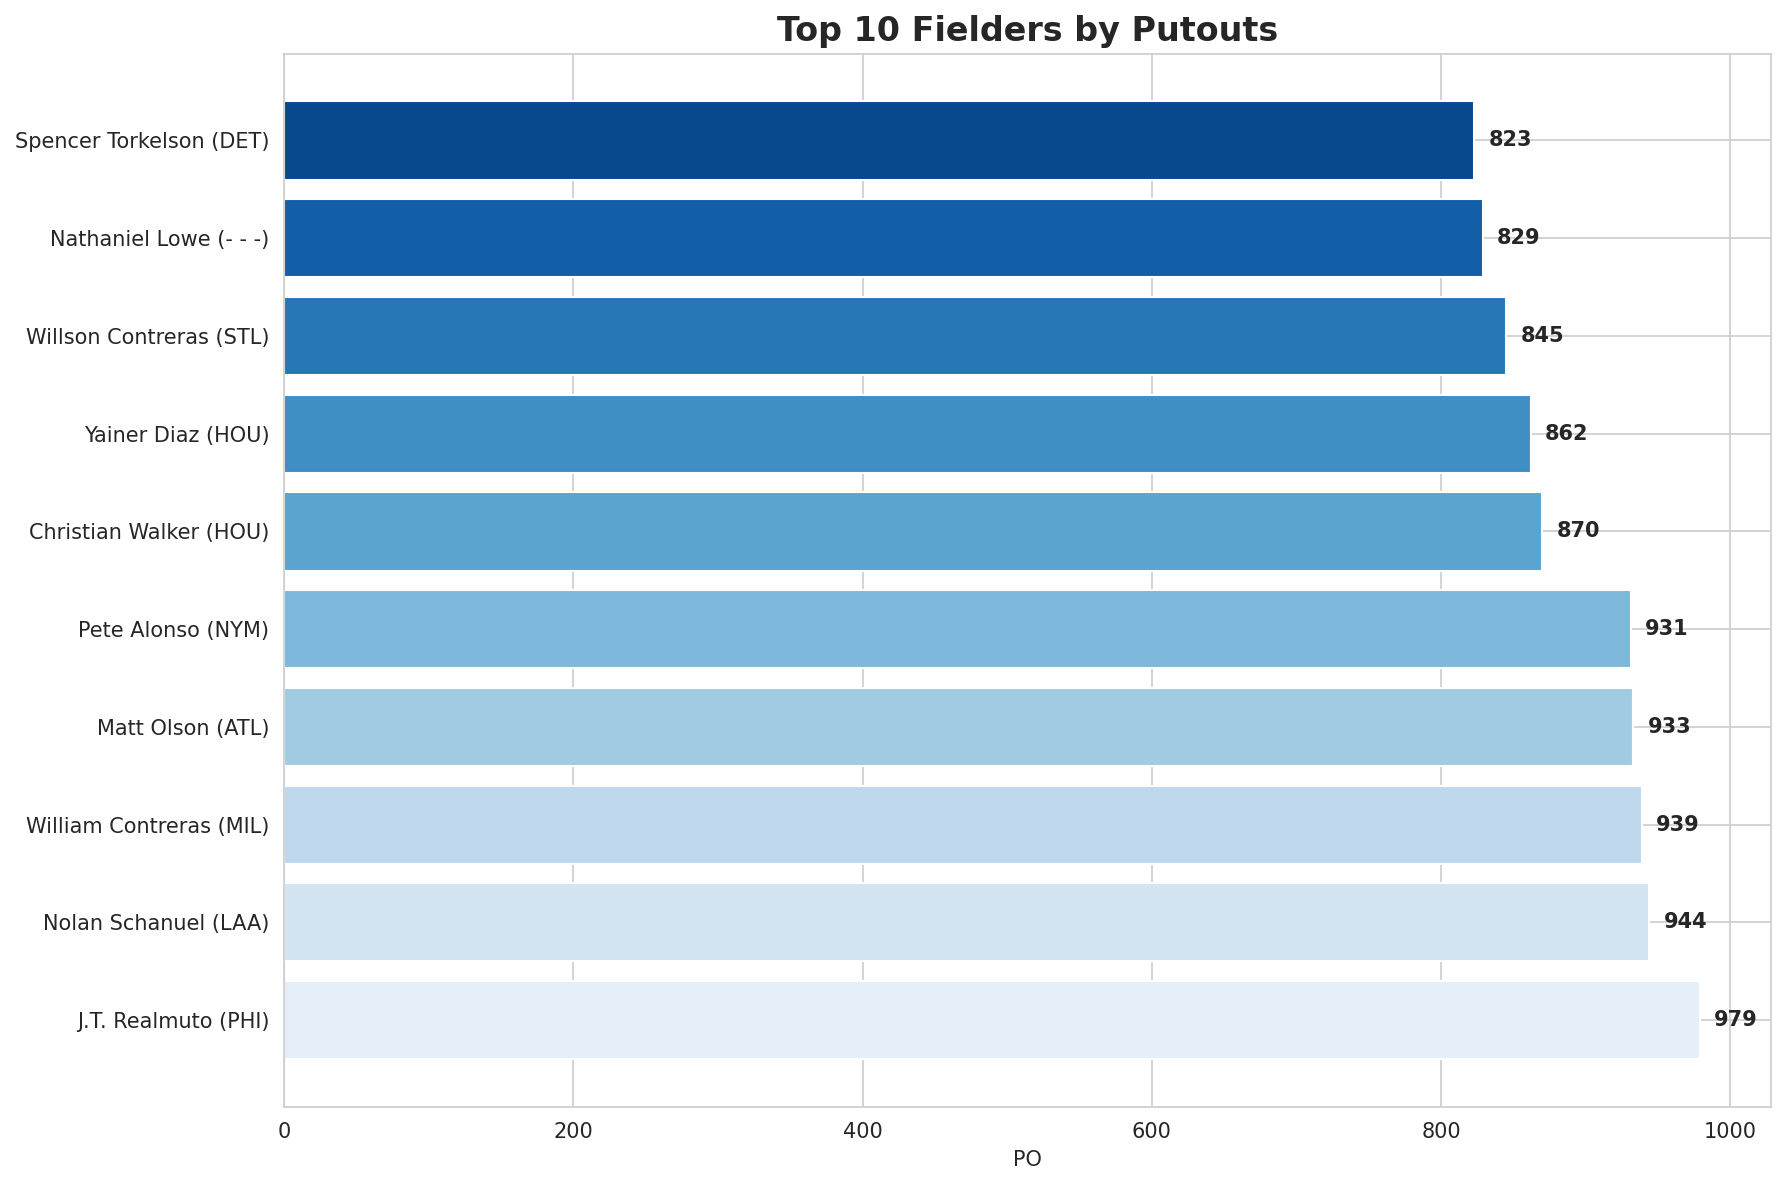 Top 10 Fielders by Putouts
Spencer Torkelson (DET) 823
Nathaniel Lowe (- - -) 829
Willson Contreras (STL) 845
Yainer Diaz (HOU) 862
Christian Walker (HOU) 870
Pete Alonso (NYM) 931
Matt Olson (ATL) 933
William Contreras (MIL) 939
Nolan Schanuel (LAA) 944
J.T. Realmuto (PHI) 979
0 200 400 600 800 1000
PO